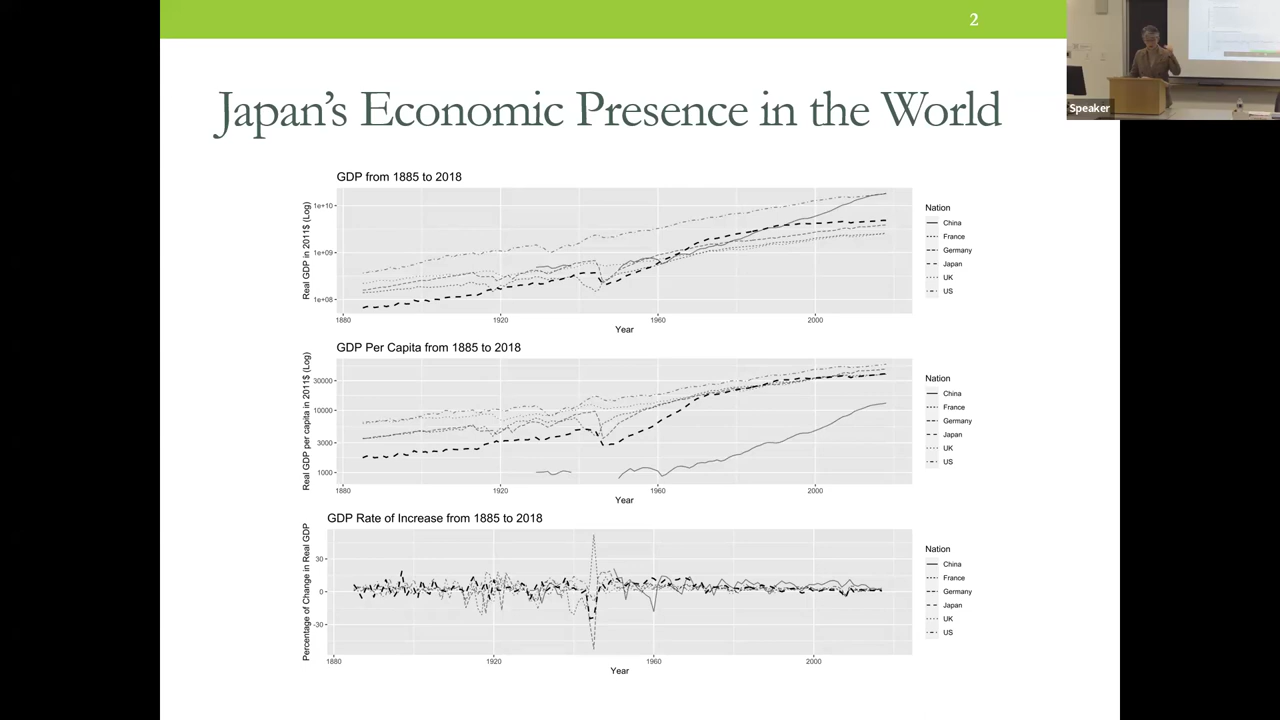 2
Speaker
Japan's Economic Presence in the World
GDP from 1885 to 2018
Real GDP in 2011$ (Log)
1e+10
1e+09
1e+08
1880
1920
1960
2000
Year
Nation
China
France
Germany
Japan
UK
US
GDP Per Capita from 1885 to 2018
Real GDP per capita in 2011$ (Log)
30000
10000
3000
1000
1880
1920
1960
2000
Year
Nation
China
France
Germany
Japan
UK
US
GDP Rate of Increase from 1885 to 2018
Percentage of Change in Real GDP
30
0
-30
1880
1920
1960
2000
Year
Nation
China
France
Germany
Japan
UK
US